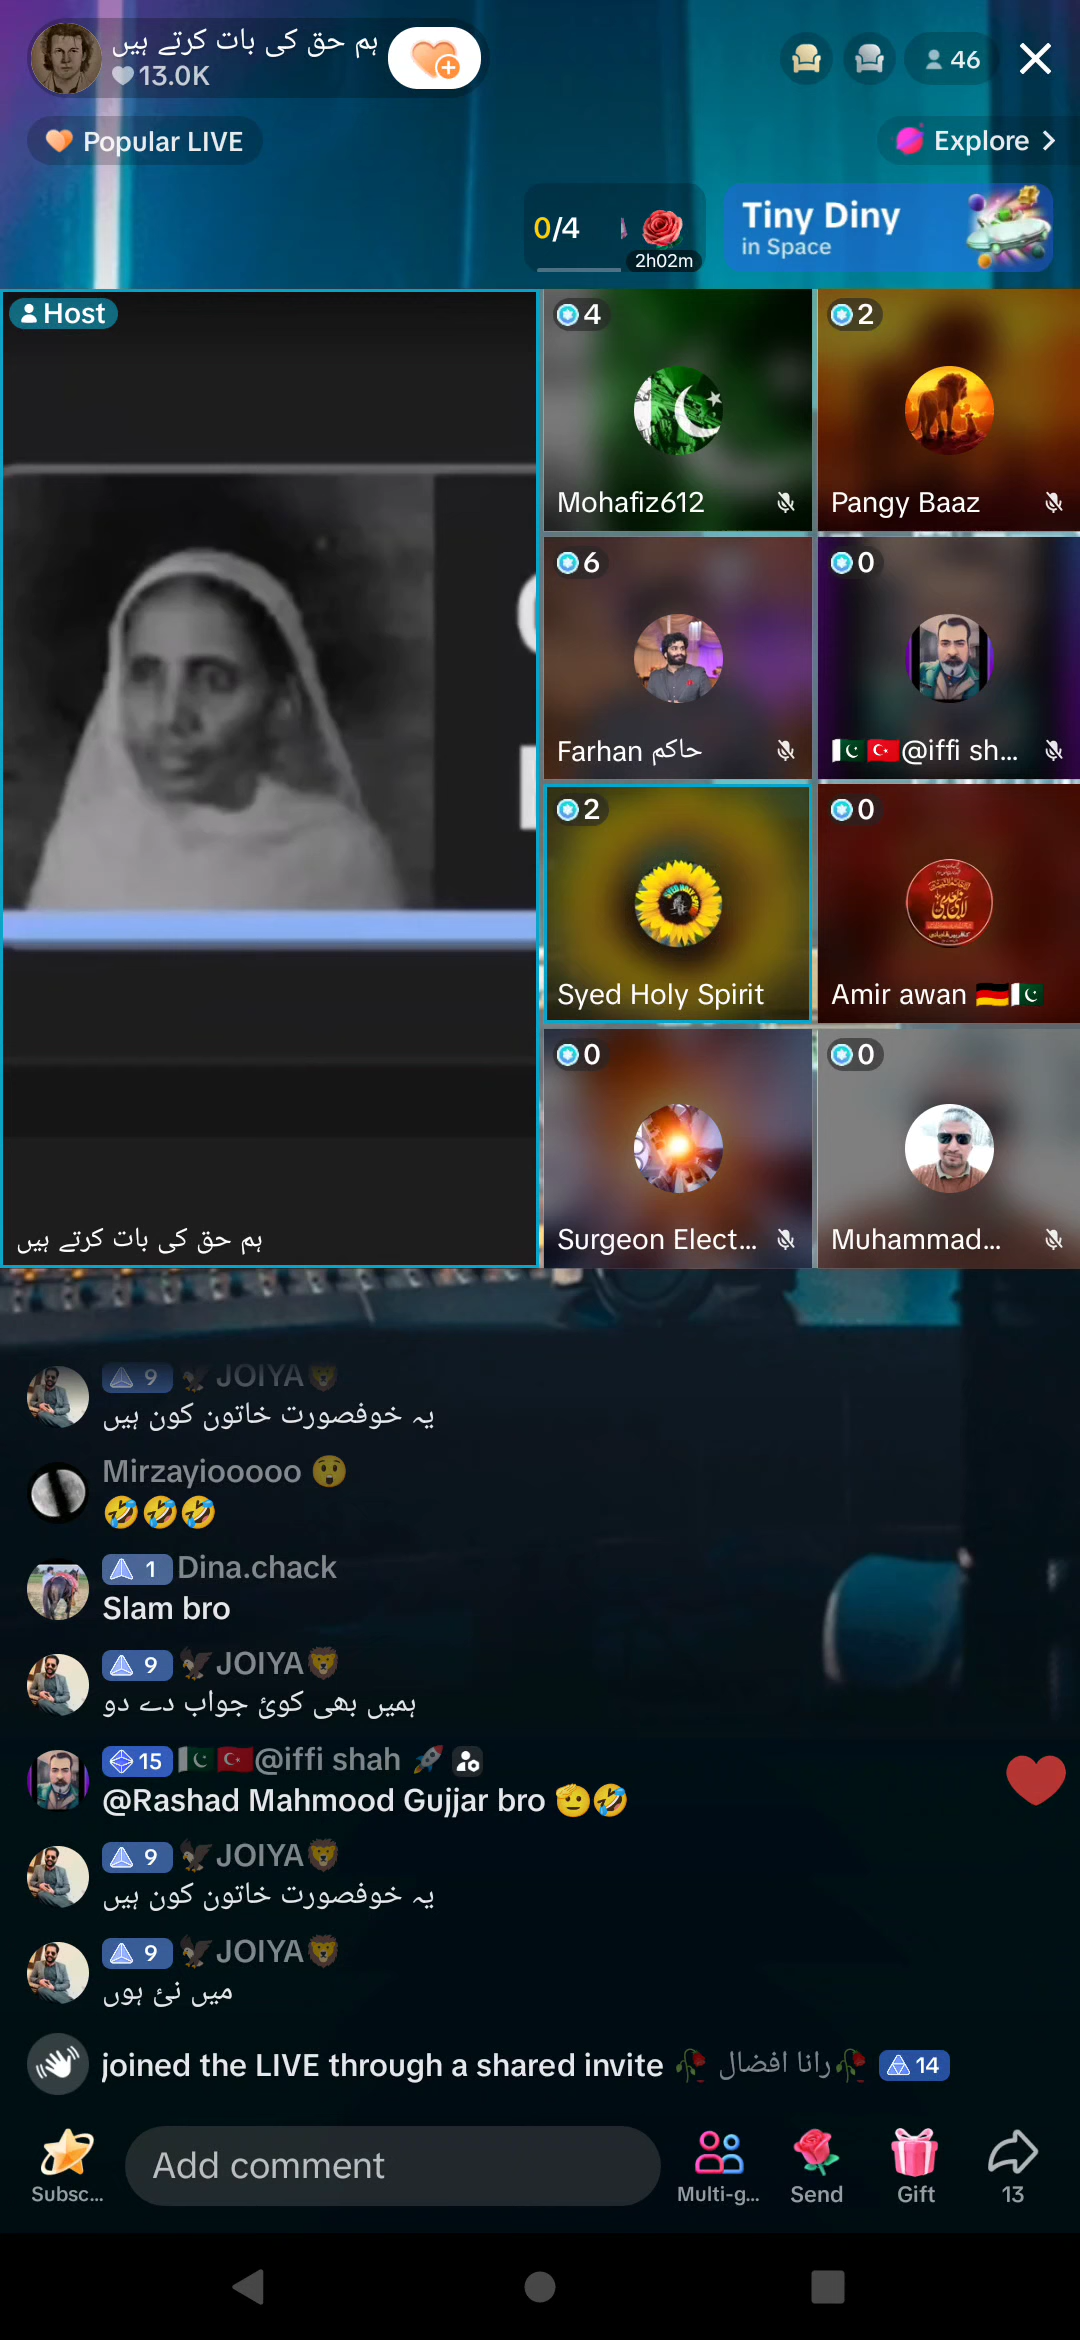 ہم حق کی بات کرتے ہیں
13.0K
46
Popular LIVE
Explore
0/4
2h02m
Tiny Diny
in Space
Host
ہم حق کی بات کرتے ہیں
4
Mohafiz612
2
Pangy Baaz
6
Farhan حاکم
0
🇵🇰🇹🇷@iffi sh...
2
Syed Holy Spirit
0
Amir awan 🇩🇪🇵🇰
0
Surgeon Elect...
0
Muhammad...
9 🦅JOIYA🦁
یہ خوفصورت خاتون کون ہیں
Mirzayiooooo 😲
🤣🤣🤣
1 Dina.chack
Slam bro
9 🦅JOIYA🦁
ہمیں بھی کوئ جواب دے دو
15 🇵🇰🇹🇷@iffi shah 🚀
@Rashad Mahmood Gujjar bro 🫡🤣
9 🦅JOIYA🦁
یہ خوفصورت خاتون کون ہیں
9 🦅JOIYA🦁
میں نئ ہوں
joined the LIVE through a shared invite 🥀رانا افضال🥀 14
Subsc...
Add comment
Multi-g...
Send
Gift
13